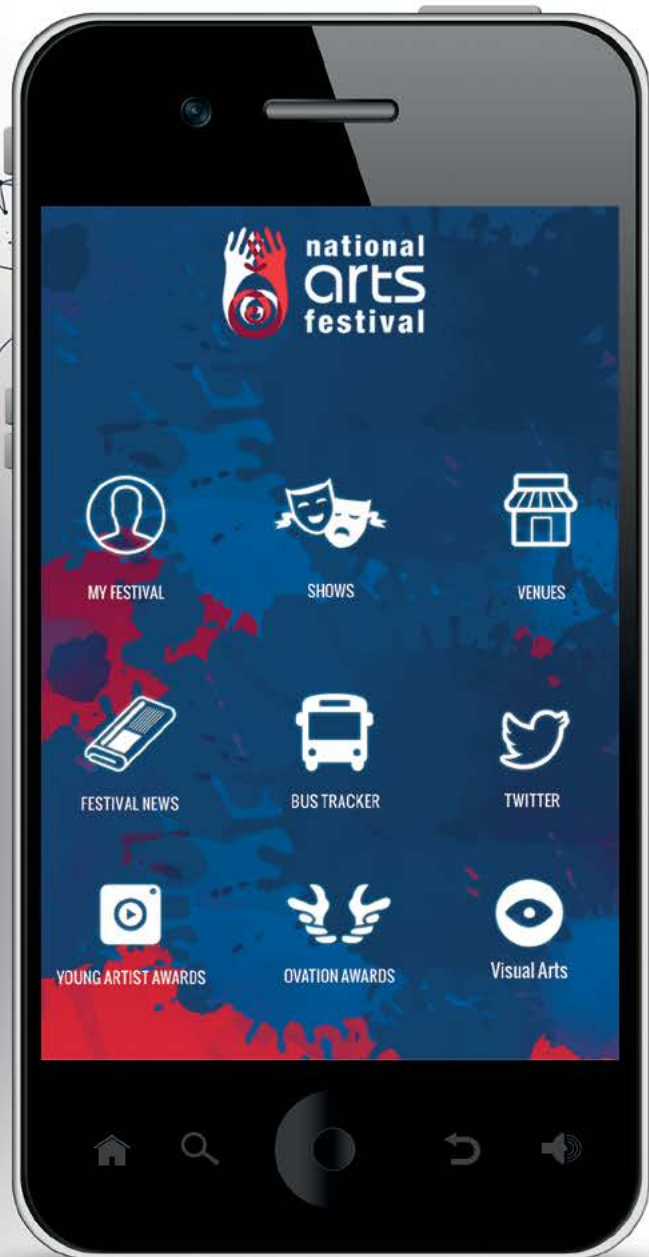 national
arts
festival
MY FESTIVAL
SHOWS
VENUES
FESTIVAL NEWS
BUS TRACKER
TWITTER
YOUNG ARTIST AWARDS
OVATION AWARDS
Visual Arts